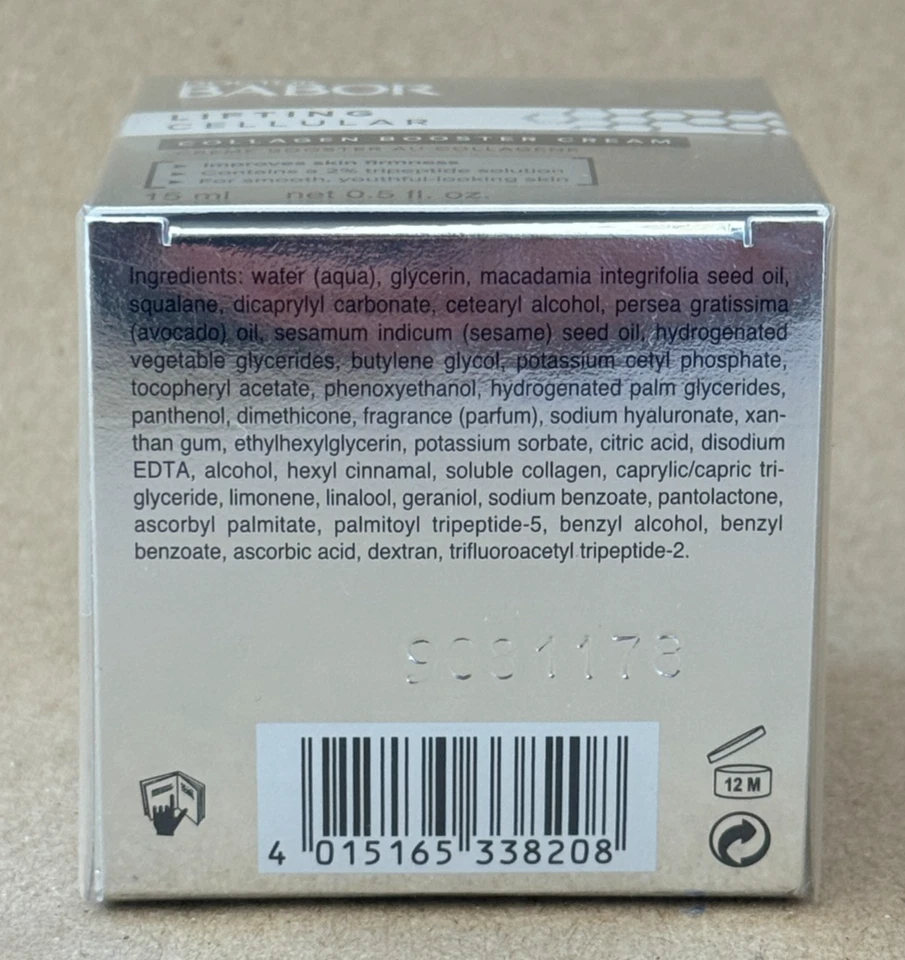 DOCTOR
BABOR
LIFTING
CELLULAR
COLLAGEN BOOSTER CREAM
CRÈME BOOSTER AU COLLAGÈNE
Improves skin firmness
Contains a 2% tripeptide solution
For smooth, youthful-looking skin
15 ml net 0.5 fl. oz.
Ingredients: water (aqua), glycerin, macadamia integrifolia seed oil,
squalane, dicaprylyl carbonate, cetearyl alcohol, persea gratissima
(avocado) oil, sesamum indicum (sesame) seed oil, hydrogenated
vegetable glycerides, butylene glycol, potassium cetyl phosphate,
tocopheryl acetate, phenoxyethanol, hydrogenated palm glycerides,
panthenol, dimethicone, fragrance (parfum), sodium hyaluronate, xan-
than gum, ethylhexylglycerin, potassium sorbate, citric acid, disodium
EDTA, alcohol, hexyl cinnamal, soluble collagen, caprylic/capric tri-
glyceride, limonene, linalool, geraniol, sodium benzoate, pantolactone,
ascorbyl palmitate, palmitoyl tripeptide-5, benzyl alcohol, benzyl
benzoate, ascorbic acid, dextran, trifluoroacetyl tripeptide-2.
12 M
4 015165 338208